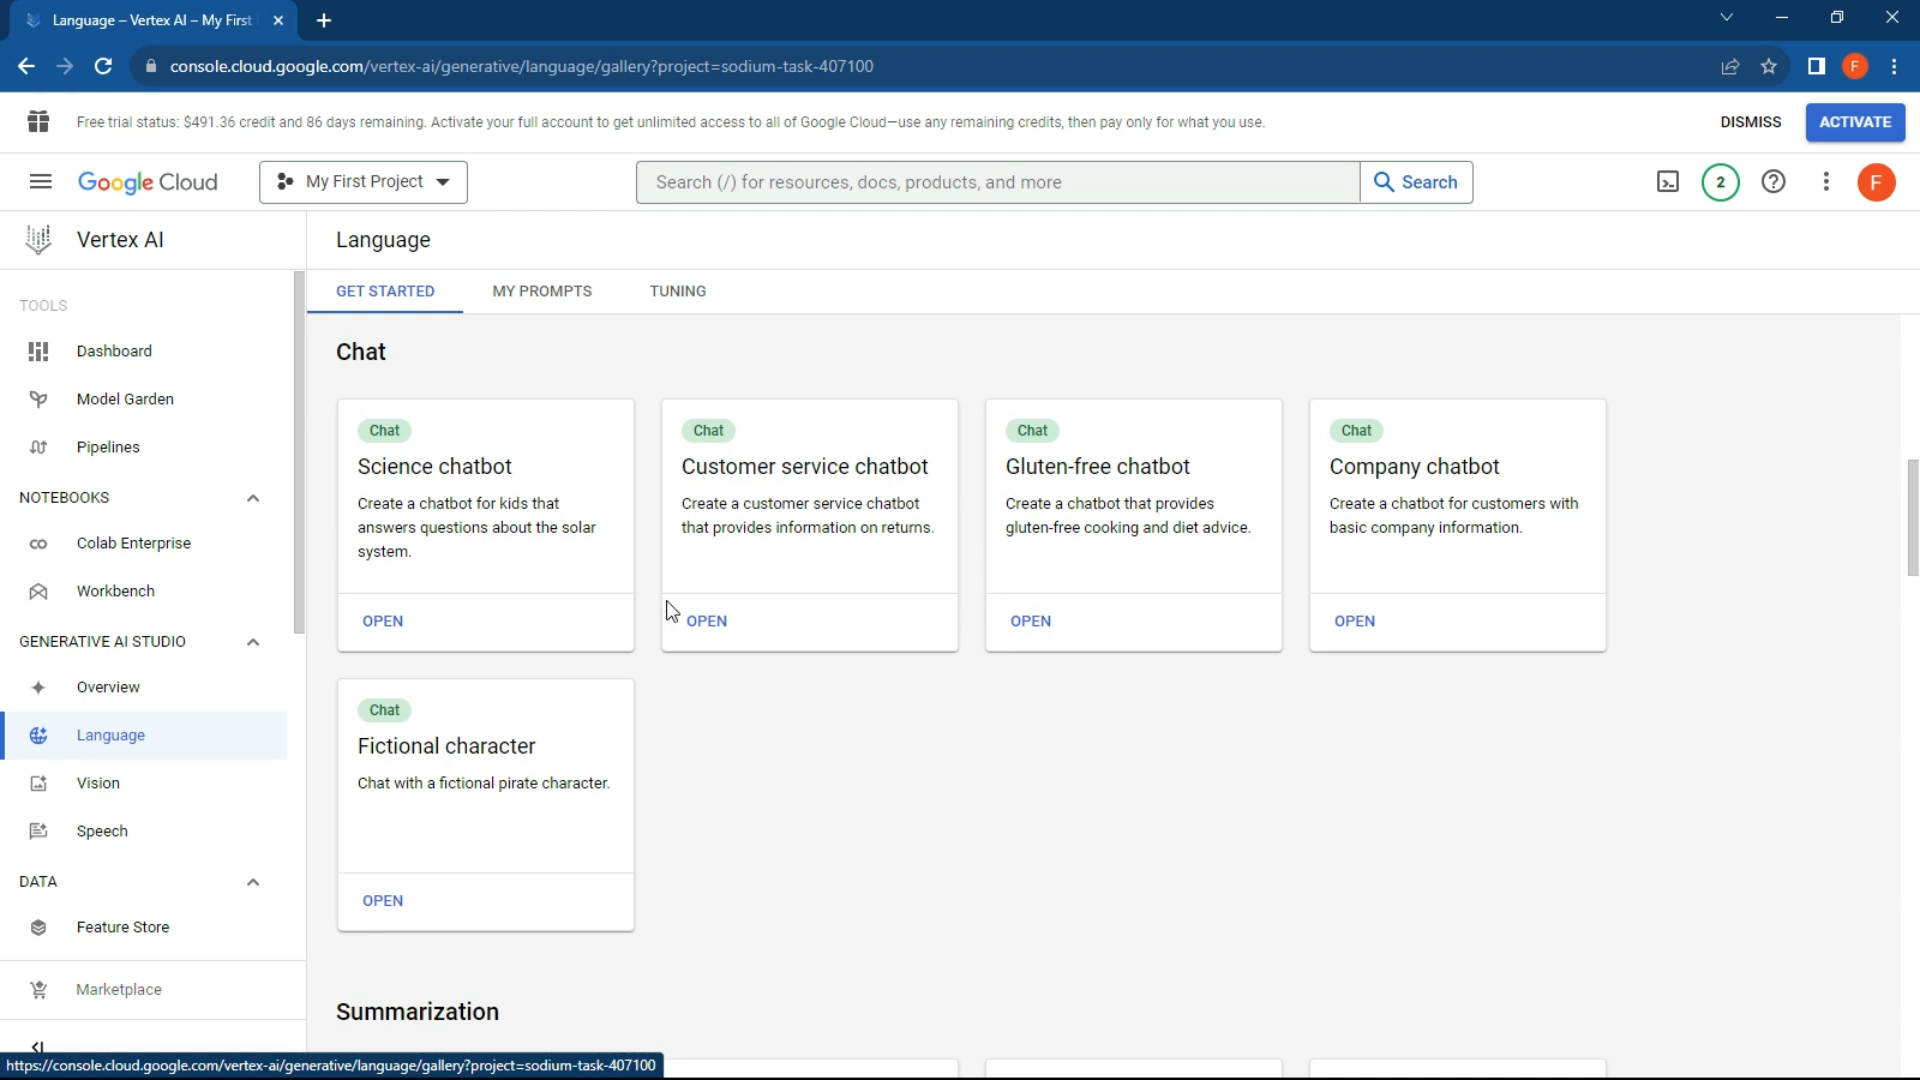 Language – Vertex AI – My First
console.cloud.google.com/vertex-ai/generative/language/gallery?project=sodium-task-407100
F
Free trial status: $491.36 credit and 86 days remaining. Activate your full account to get unlimited access to all of Google Cloud—use any remaining credits, then pay only for what you use.
DISMISS
ACTIVATE
Google Cloud
My First Project
Search (/) for resources, docs, products, and more
Search
2
F
Vertex AI
Language
TOOLS
Dashboard
Model Garden
Pipelines
NOTEBOOKS
Colab Enterprise
Workbench
GENERATIVE AI STUDIO
Overview
Language
Vision
Speech
DATA
Feature Store
Marketplace
GET STARTED
MY PROMPTS
TUNING
Chat
Chat
Science chatbot
Create a chatbot for kids that
answers questions about the solar
system.
OPEN
Chat
Customer service chatbot
Create a customer service chatbot
that provides information on returns.
OPEN
Chat
Gluten-free chatbot
Create a chatbot that provides
gluten-free cooking and diet advice.
OPEN
Chat
Company chatbot
Create a chatbot for customers with
basic company information.
OPEN
Chat
Fictional character
Chat with a fictional pirate character.
OPEN
Summarization
https://console.cloud.google.com/vertex-ai/generative/language/gallery?project=sodium-task-407100